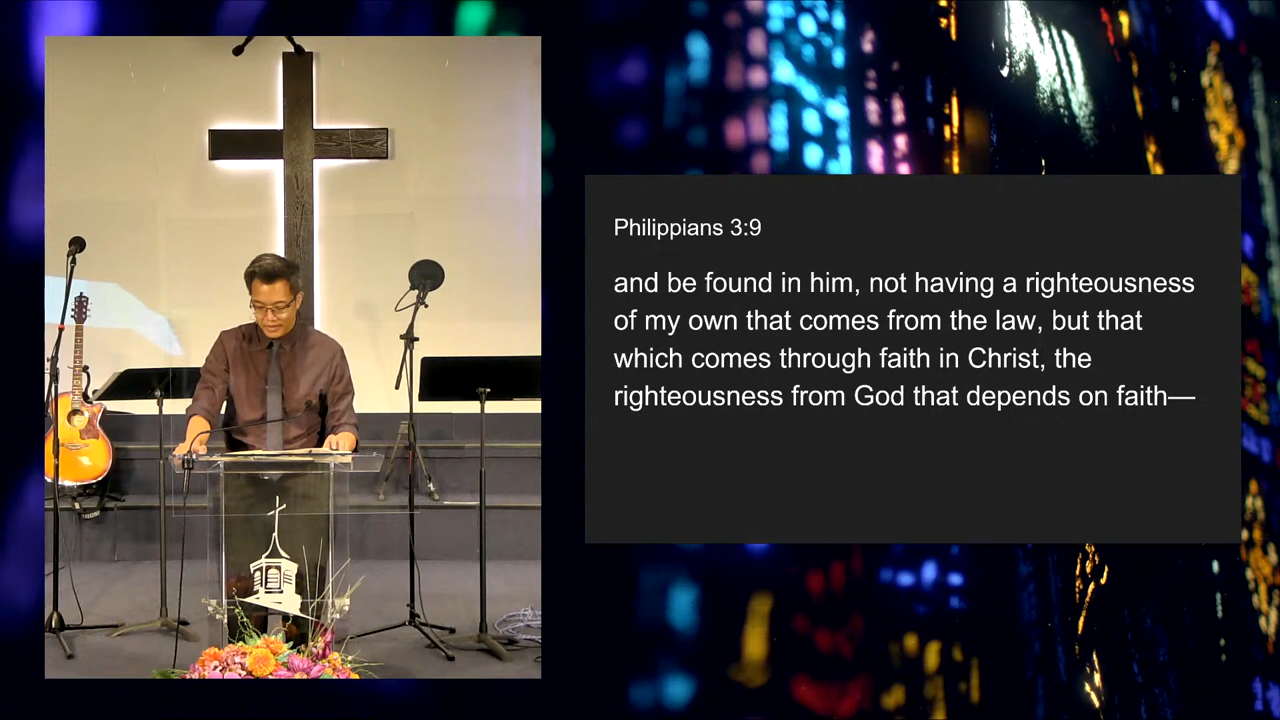 Philippians 3:9
and be found in him, not having a righteousness
of my own that comes from the law, but that
which comes through faith in Christ, the
righteousness from God that depends on faith—